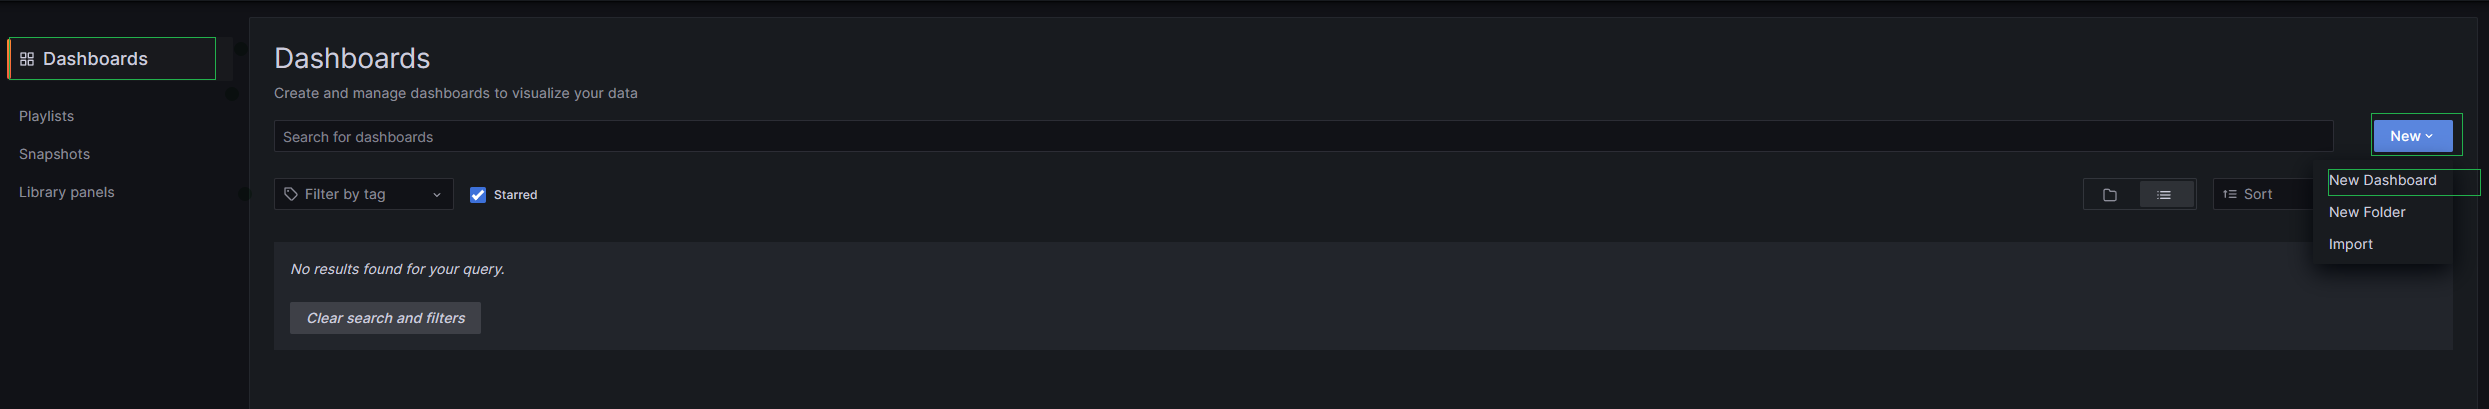 Dashboards
Playlists
Snapshots
Library panels
Dashboards
Create and manage dashboards to visualize your data
Search for dashboards
New
Filter by tag
Starred
Sort
New Dashboard
New Folder
Import
No results found for your query.
Clear search and filters